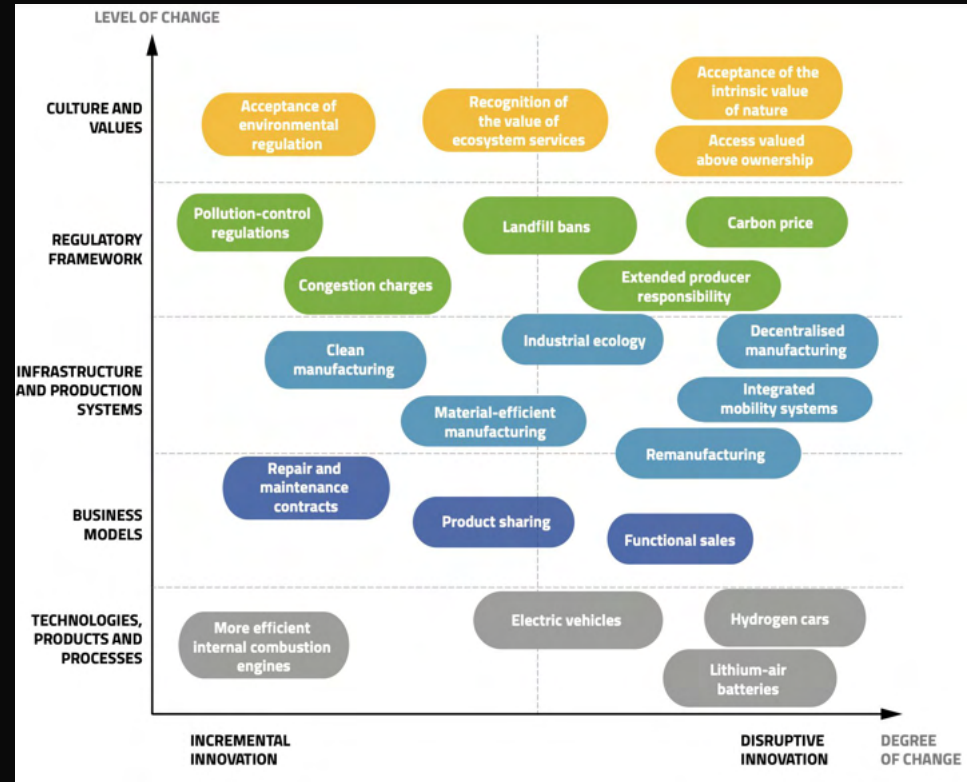 LEVEL OF CHANGE
CULTURE AND
VALUES
Acceptance of
environmental
regulation
Recognition of
the value of
ecosystem services
Acceptance of the
intrinsic value
of nature
Access valued
above ownership
REGULATORY
FRAMEWORK
Pollution-control
regulations
Congestion charges
Landfill bans
Extended producer
responsibility
Carbon price
INFRASTRUCTURE
AND PRODUCTION
SYSTEMS
Clean
manufacturing
Material-efficient
manufacturing
Industrial ecology
Decentralised
manufacturing
Integrated
mobility systems
Remanufacturing
BUSINESS
MODELS
Repair and
maintenance
contracts
Product sharing
Functional sales
TECHNOLOGIES,
PRODUCTS AND
PROCESSES
More efficient
internal combustion
engines
Electric vehicles
Hydrogen cars
Lithium-air
batteries
INCREMENTAL
INNOVATION
DISRUPTIVE
INNOVATION
DEGREE
OF CHANGE